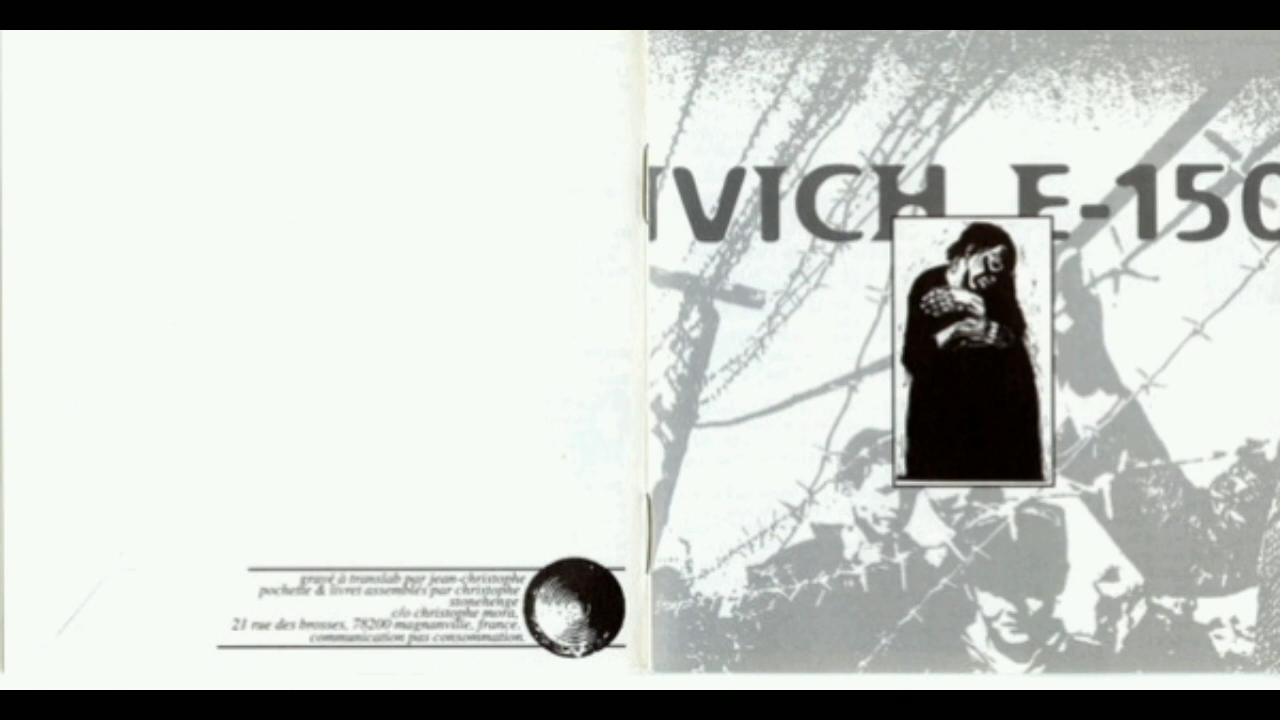 IVICH E-150
gravé à translab par jean-christophe
pochette & livret assemblés par christophe
stonehenge
c/o christophe mora,
21 rue des brosses, 78200 magnanville, france.
communication pas consommation.